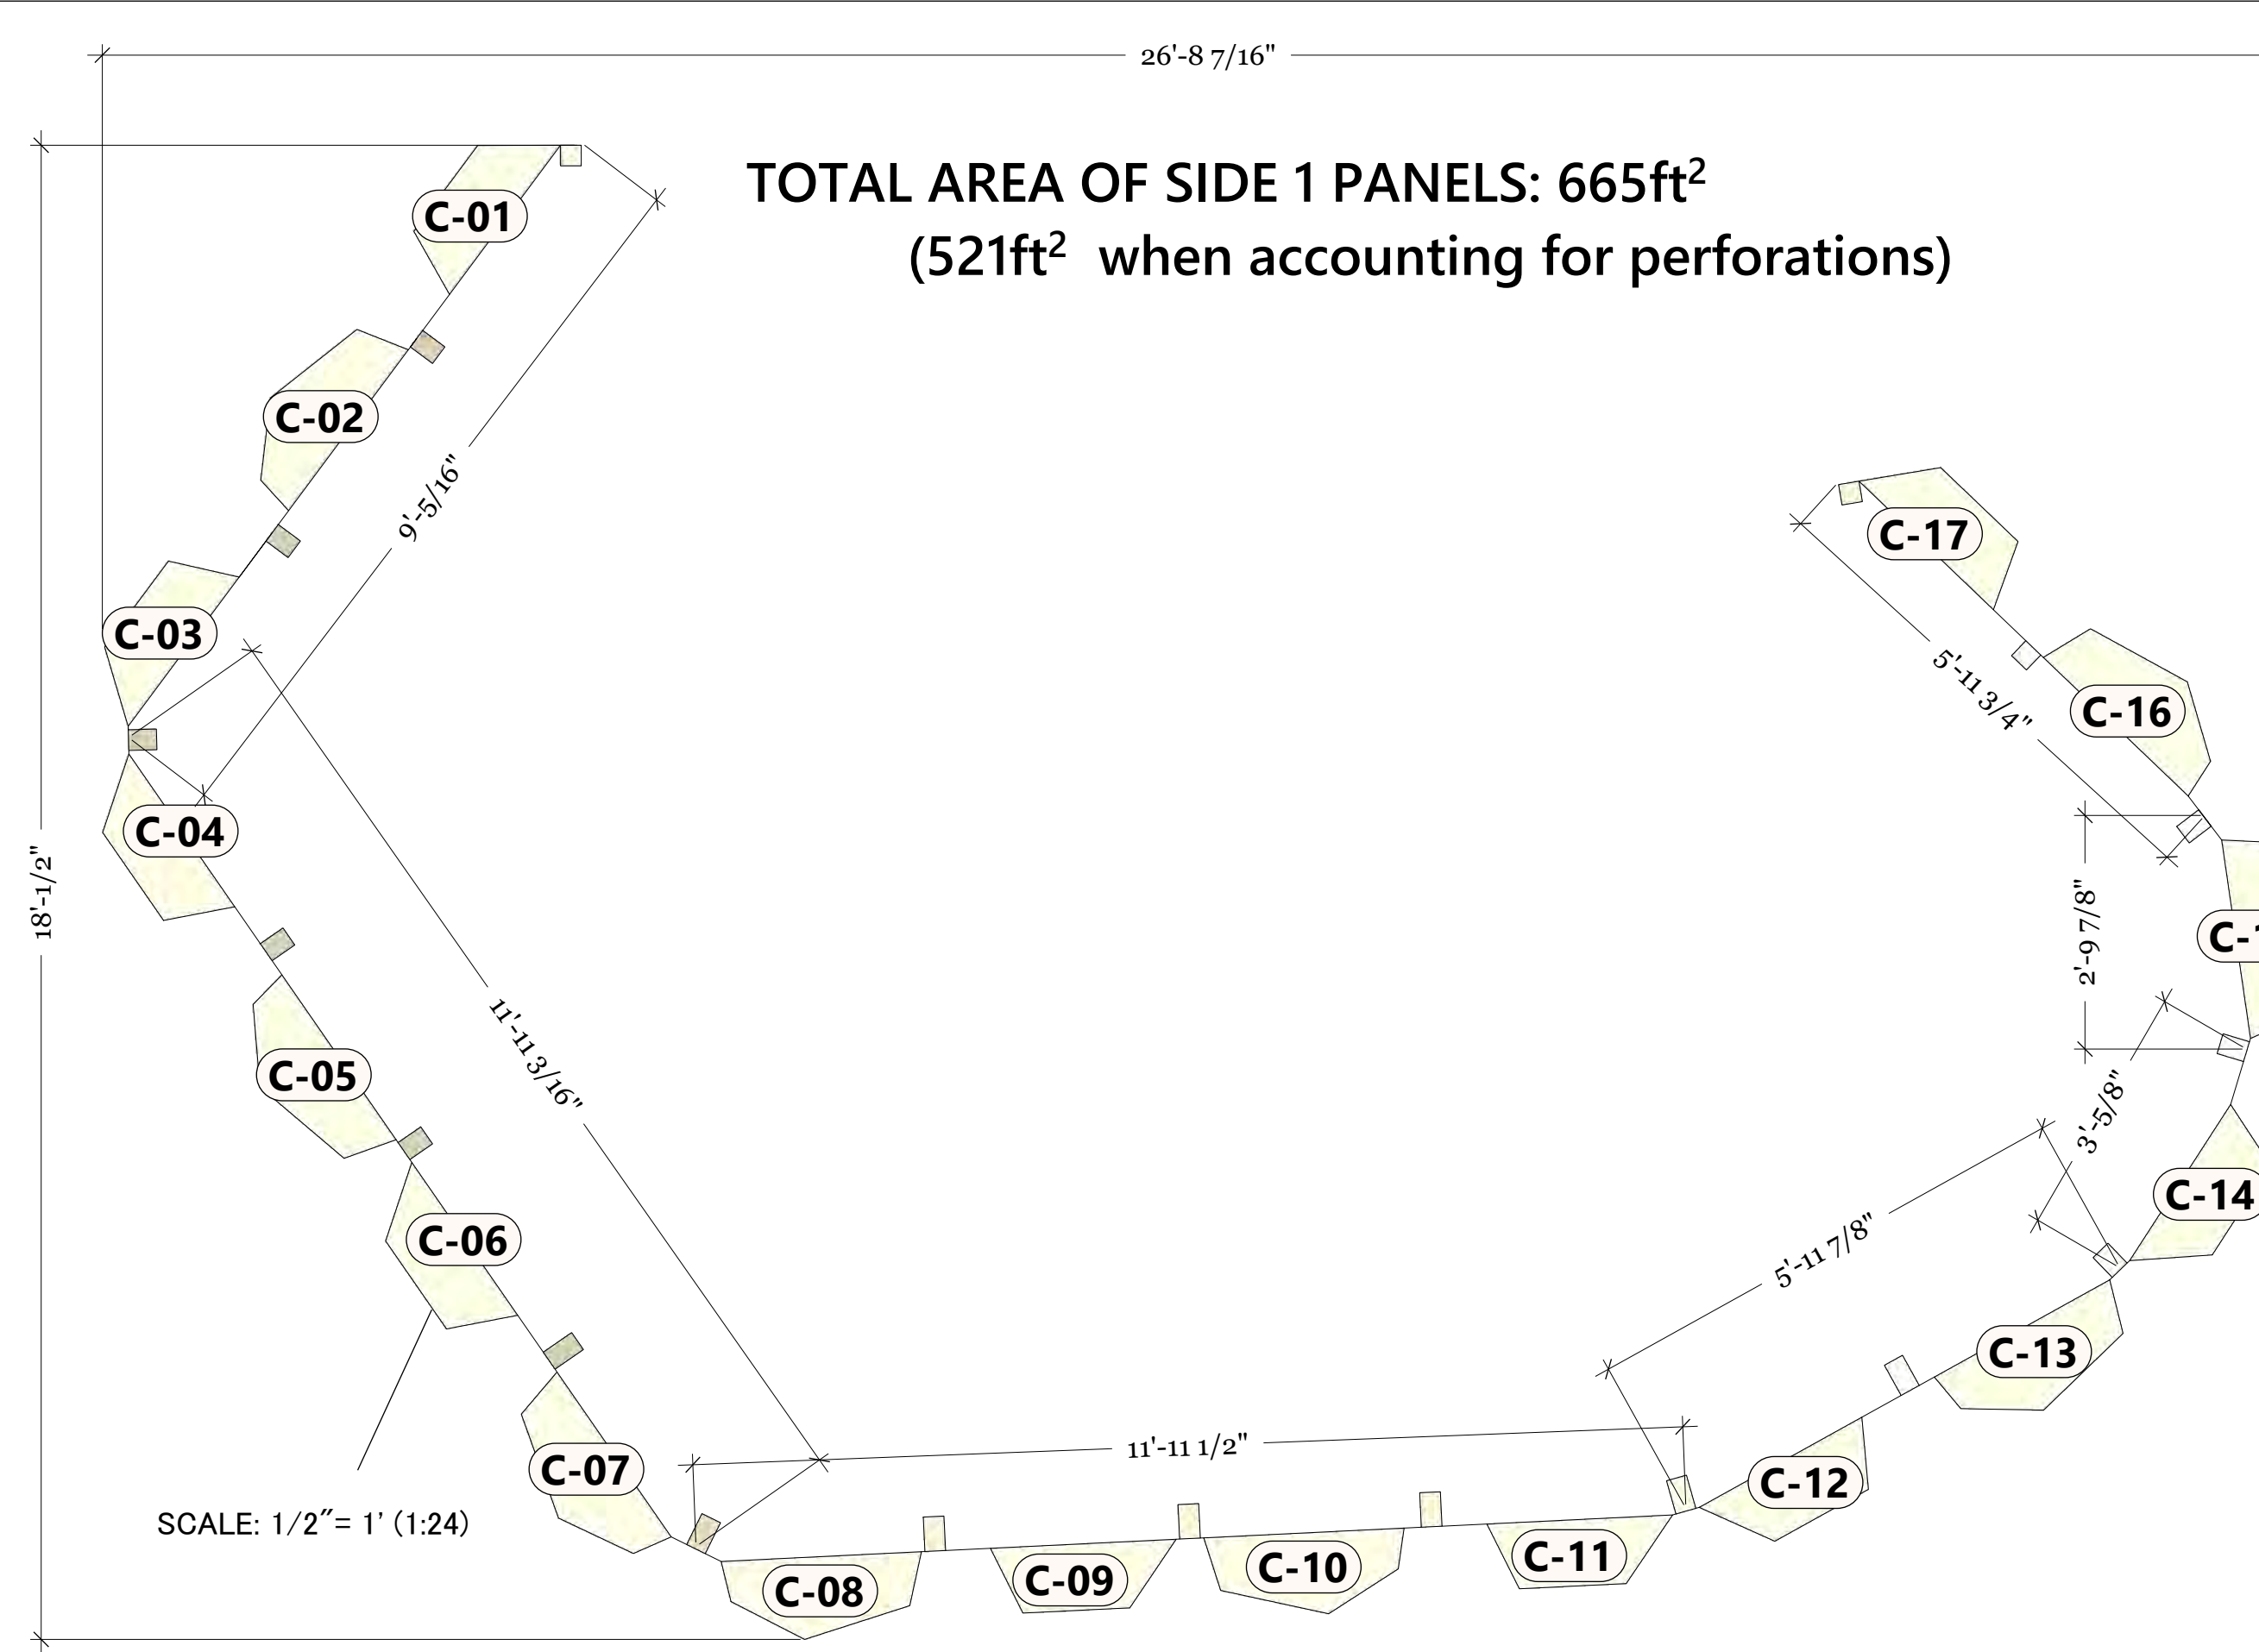 26'-8 7/16"
TOTAL AREA OF SIDE 1 PANELS: 665ft²
(521ft² when accounting for perforations)
C-01
C-02
9'-5/16"
C-17
C-03
5'-11 3/4"
C-16
C-04
18'-1/2"
2'-9 7/8"
C-1
C-05
11'-11 3/16"
3'-5/8"
C-14
C-06
5'-11 7/8"
C-13
11'-11 1/2"
C-07
C-12
SCALE: 1/2"= 1' (1:24)
C-11
C-10
C-09
C-08